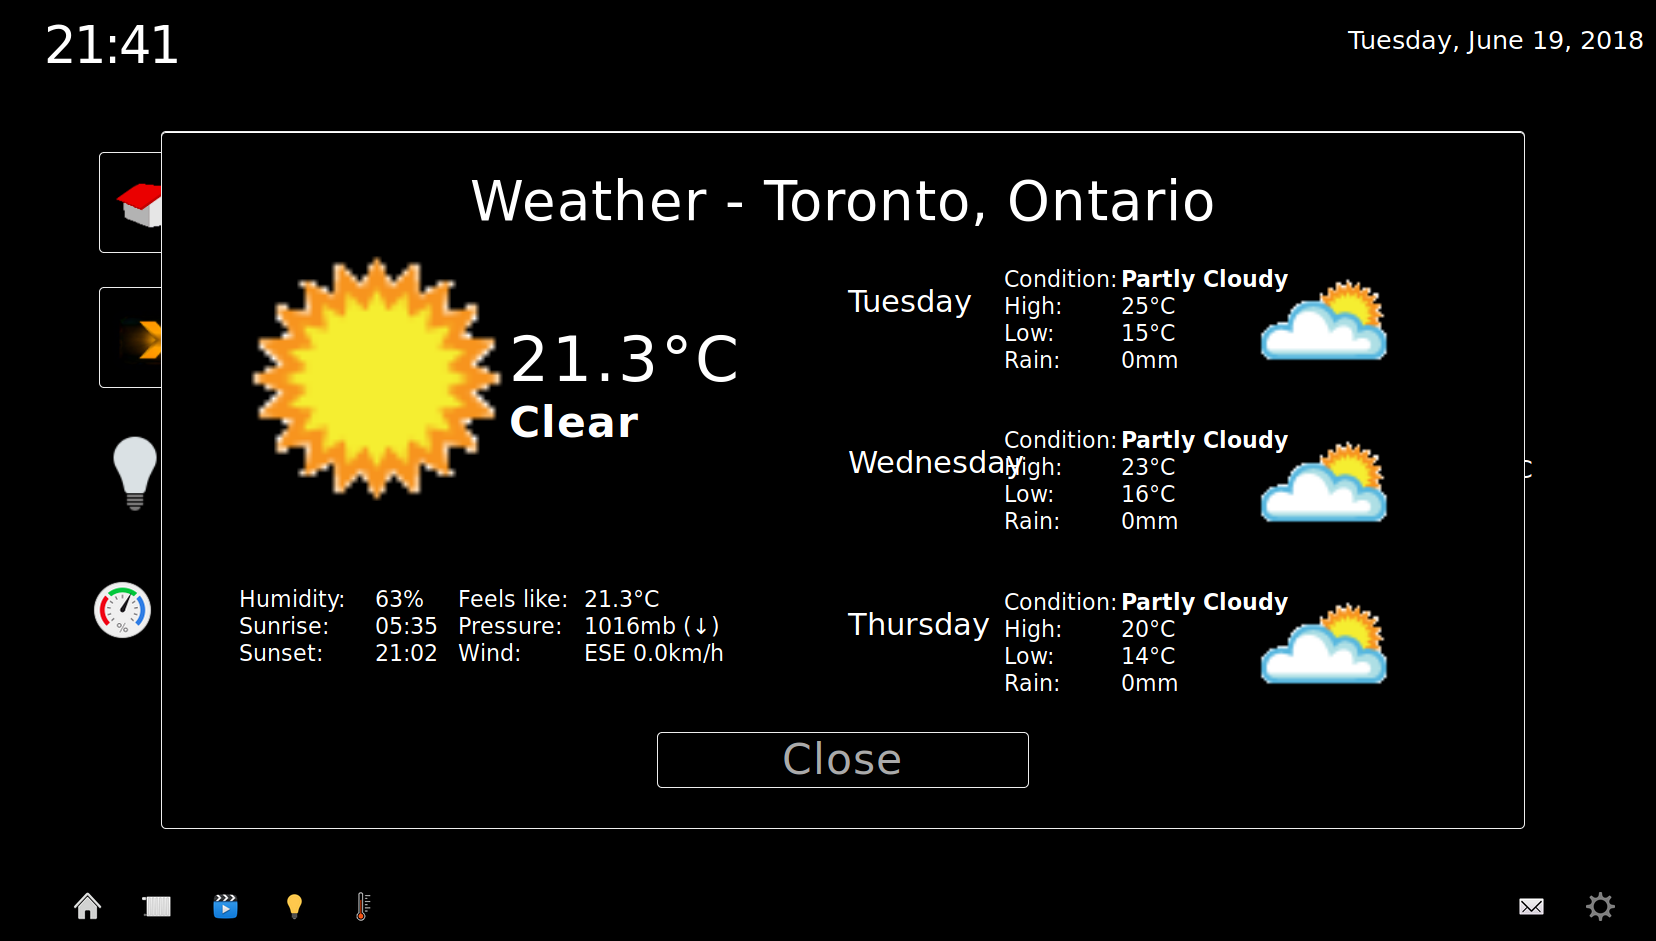 21:41
Tuesday, June 19, 2018
Weather - Toronto, Ontario
21.3°C
Clear
Humidity: 63% Feels like: 21.3°C
Sunrise: 05:35 Pressure: 1016mb (↓)
Sunset: 21:02 Wind: ESE 0.0km/h
Tuesday
Condition: Partly Cloudy
High: 25°C
Low: 15°C
Rain: 0mm
Wednesday
Condition: Partly Cloudy
High: 23°C
Low: 16°C
Rain: 0mm
Thursday
Condition: Partly Cloudy
High: 20°C
Low: 14°C
Rain: 0mm
Close
%